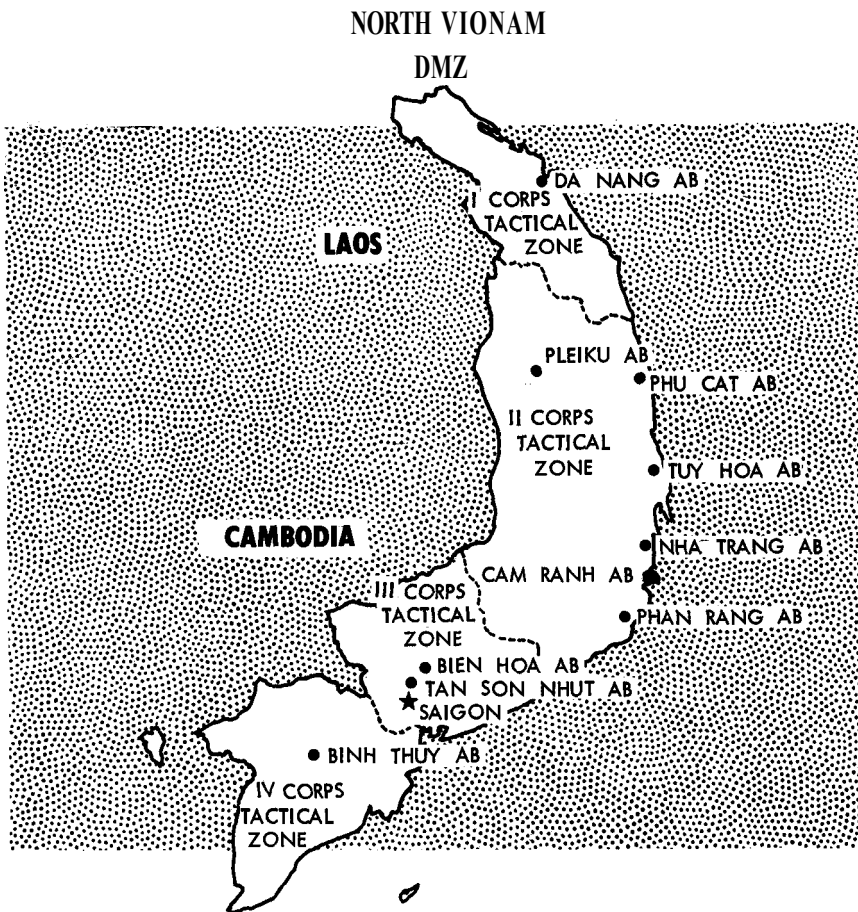 NORTH VIONAM
DMZ
DA NANG AB
I CORPS
TACTICAL
ZONE
LAOS
PLEIKU AB
PHU CAT AB
II CORPS
TACTICAL
ZONE
TUY HOA AB
CAMBODIA
NHA TRANG AB
CAM RANH AB
III CORPS
TACTICAL
ZONE
PHAN RANG AB
BIEN HOA AB
TAN SON NHUT AB
SAIGON
BINH THUY AB
IV CORPS
TACTICAL
ZONE